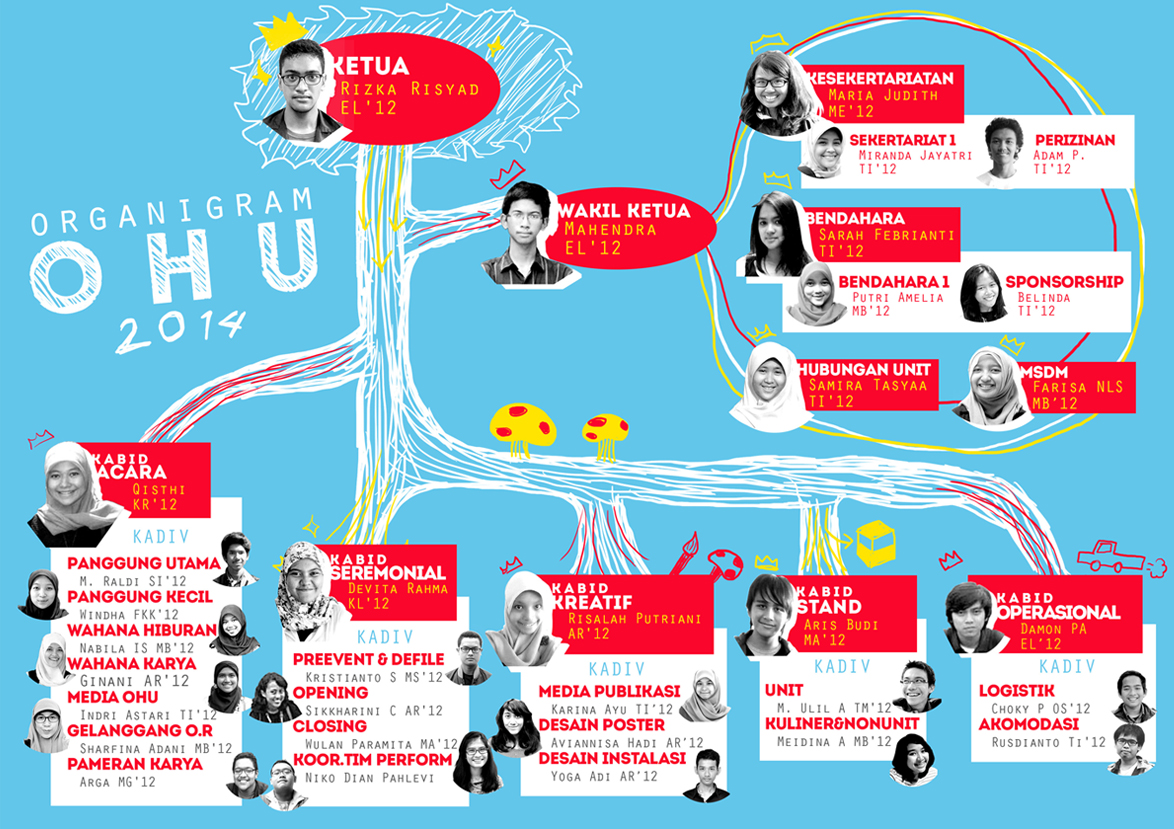 KETUA
RIZKA RISYAD
EL'12
ORGANIGRAM
OHU
2014
WAKIL KETUA
MAHENDRA
EL'12
KESEKERTARIATAN
MARIA JUDITH
ME'12
SEKERTARIAT 1
MIRANDA JAYATRI
TI'12
PERIZINAN
ADAM P.
TI'12
BENDAHARA
SARAH FEBRIANTI
TI'12
BENDAHARA 1
PUTRI AMELIA
MB'12
SPONSORSHIP
BELINDA
TI'12
HUBUNGAN UNIT
SAMIRA TASYAA
TI'12
MSDM
FARISA NLS
MB'12
KABID
ACARA
QISTHI
KR'12
KADIV
PANGGUNG UTAMA
M. RALDI SI'12
PANGGUNG KECIL
WINDHA FKK'12
WAHANA HIBURAN
NABILA IS MB'12
WAHANA KARYA
GINANI AR'12
MEDIA OHU
INDRI ASTARI TI'12
GELANGGANG O.R
SHARFINA ADANI MB'12
PAMERAN KARYA
ARGA MG'12
KABID
SEREMONIAL
DEVITA RAHMA
KL'12
KADIV
PREEVENT & DEFILE
KRISTIANTO S MS'12
OPENING
SIKKHARINI C AR'12
CLOSING
WULAN PARAMITA MA'12
KOOR.TIM PERFORM
NIKO DIAN PAHLEVI
KABID
KREATIF
RISALAH PUTRIANI
AR'12
KADIV
MEDIA PUBLIKASI
KARINA AYU TI'12
DESAIN POSTER
AVIANNISA HADI AR'12
DESAIN INSTALASI
YOGA ADI AR'12
KABID
STAND
ARIS BUDI
MA'12
KADIV
UNIT
M. ULIL A TM'12
KULINER&NONUNIT
MEIDINA A MB'12
KABID
OPERASIONAL
DAMON PA
EL'12
KADIV
LOGISTIK
CHOKY P OS'12
AKOMODASI
RUSDIANTO TI'12